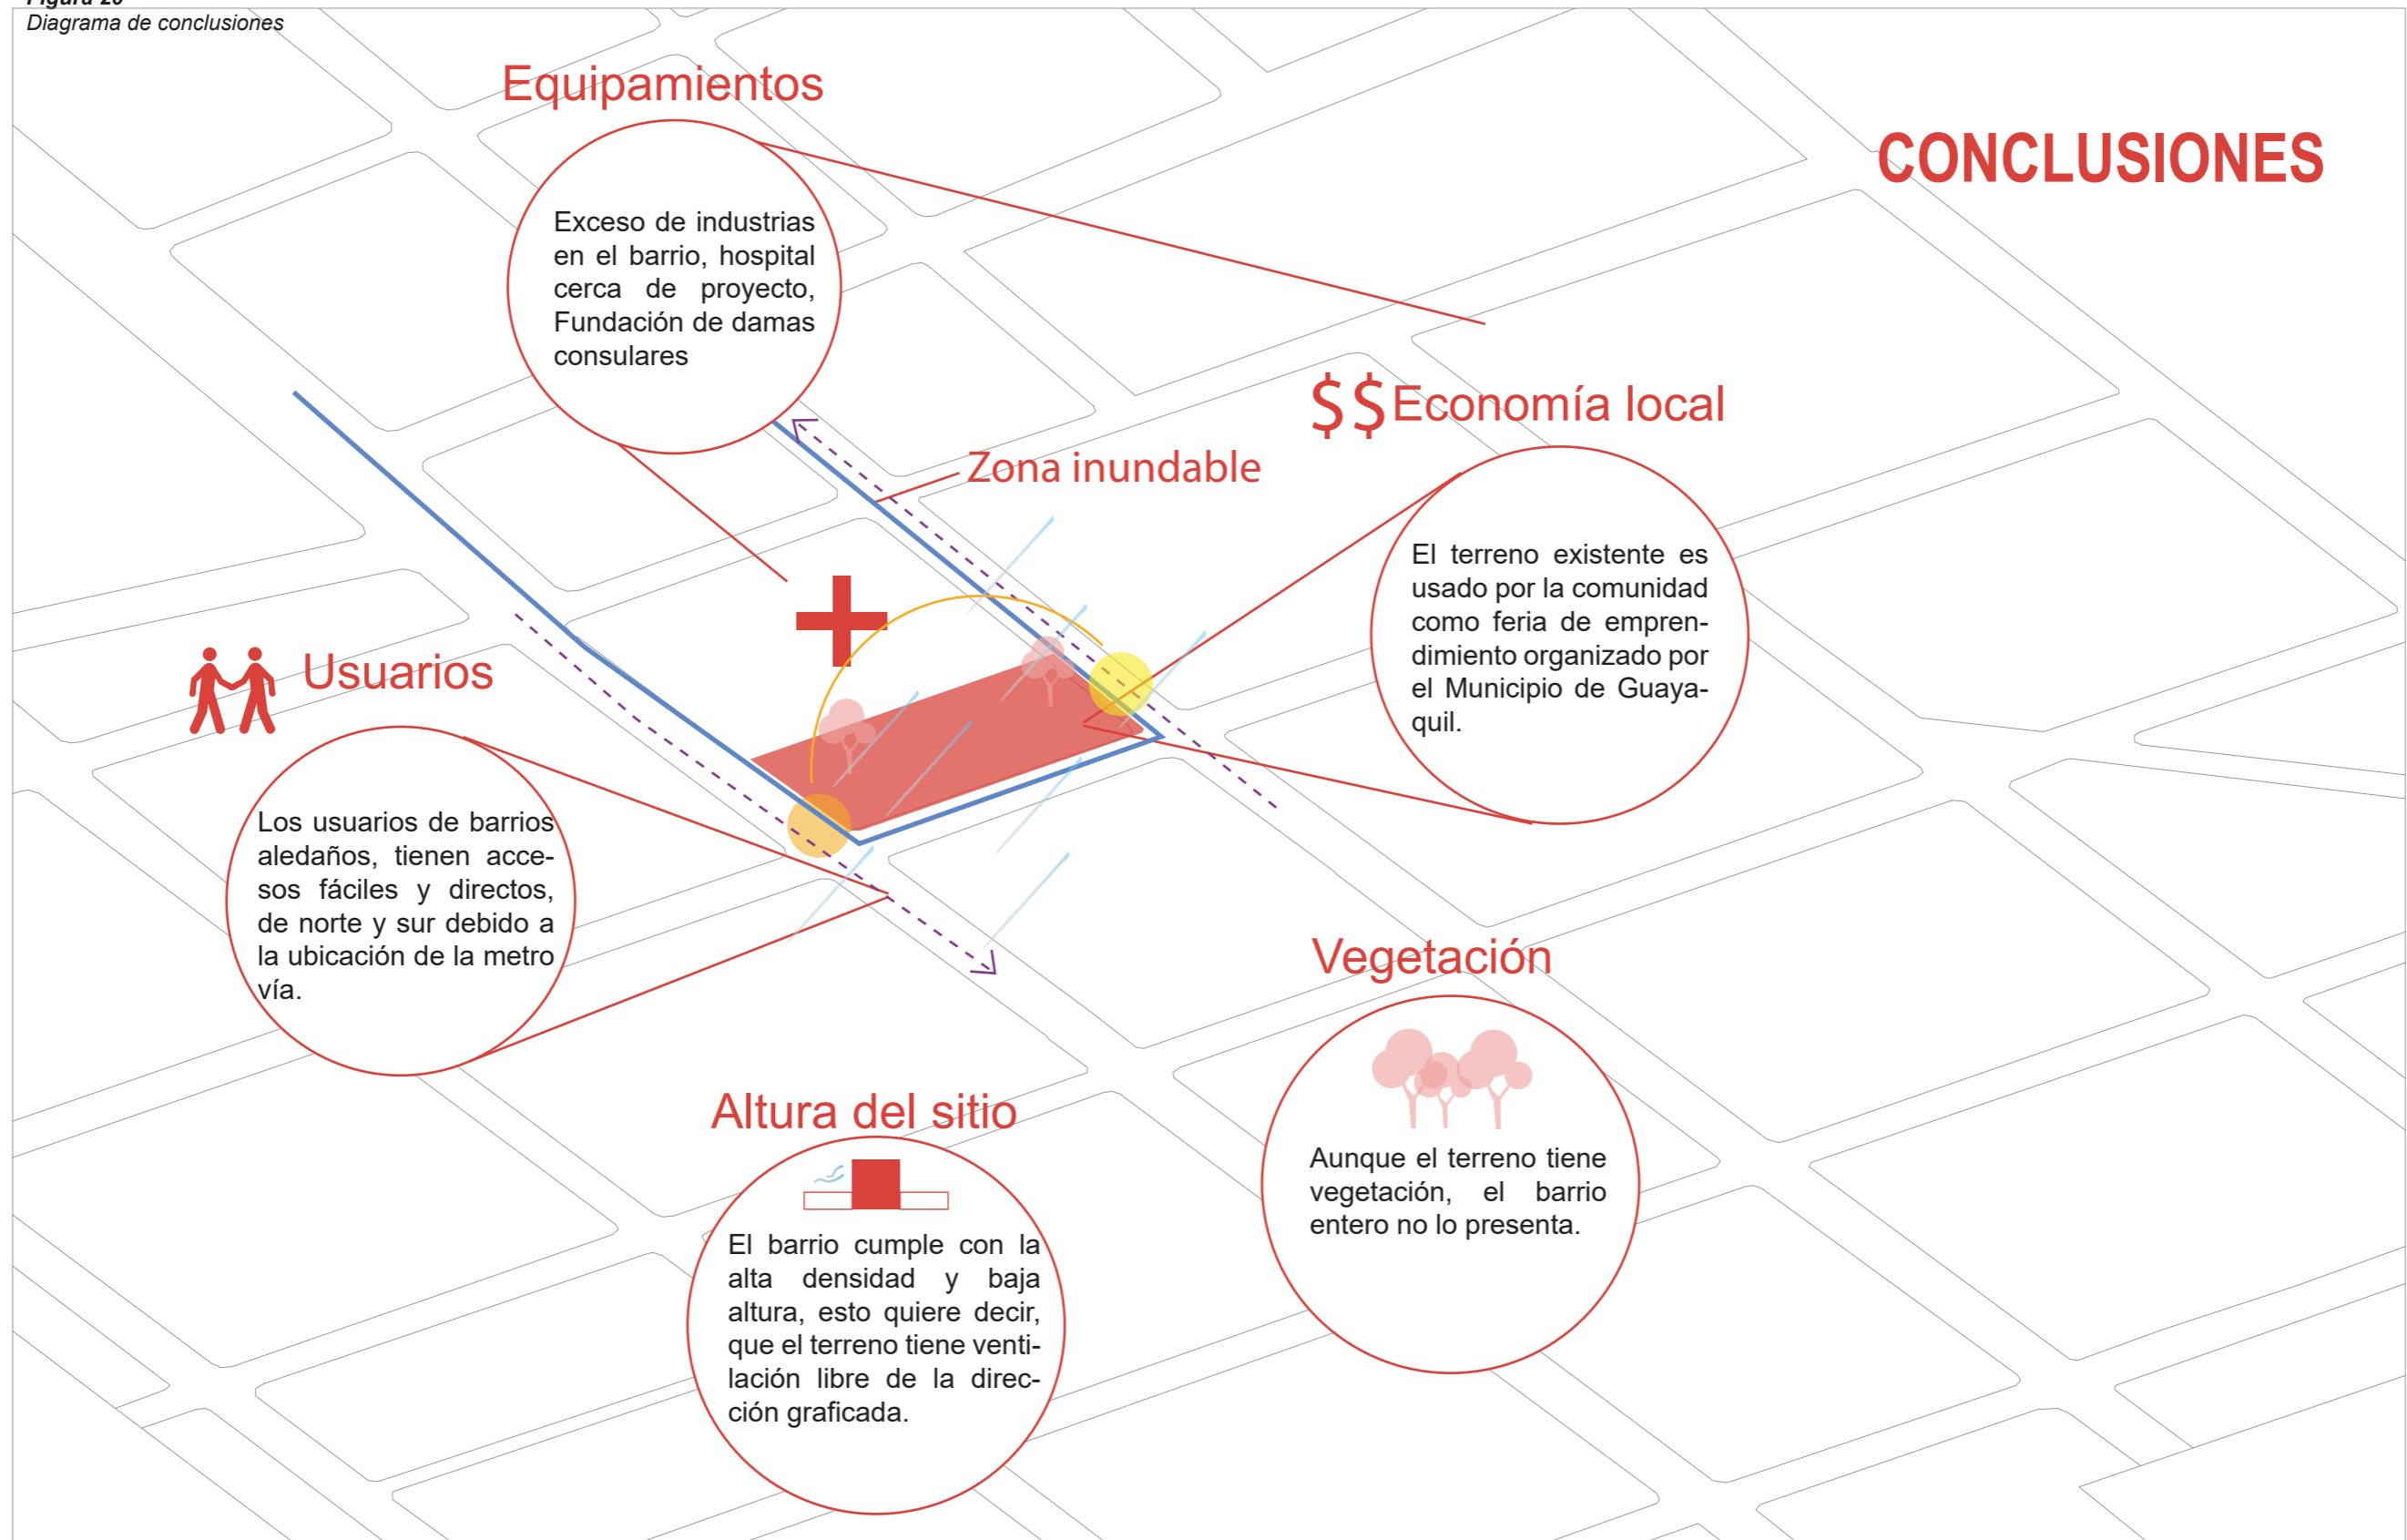 Diagrama de conclusiones
CONCLUSIONES
Equipamientos
Exceso de industrias
en el barrio, hospital
cerca de proyecto,
Fundación de damas
consulares
Zona inundable
$$Economía local
El terreno existente es
usado por la comunidad
como feria de empren-
dimiento organizado por
el Municipio de Guaya-
quil.
Usuarios
Los usuarios de barrios
aledaños, tienen acce-
sos fáciles y directos,
de norte y sur debido a
la ubicación de la metro
vía.
Vegetación
Aunque el terreno tiene
vegetación, el barrio
entero no lo presenta.
Altura del sitio
El barrio cumple con la
alta densidad y baja
altura, esto quiere decir,
que el terreno tiene venti-
lación libre de la direc-
ción graficada.